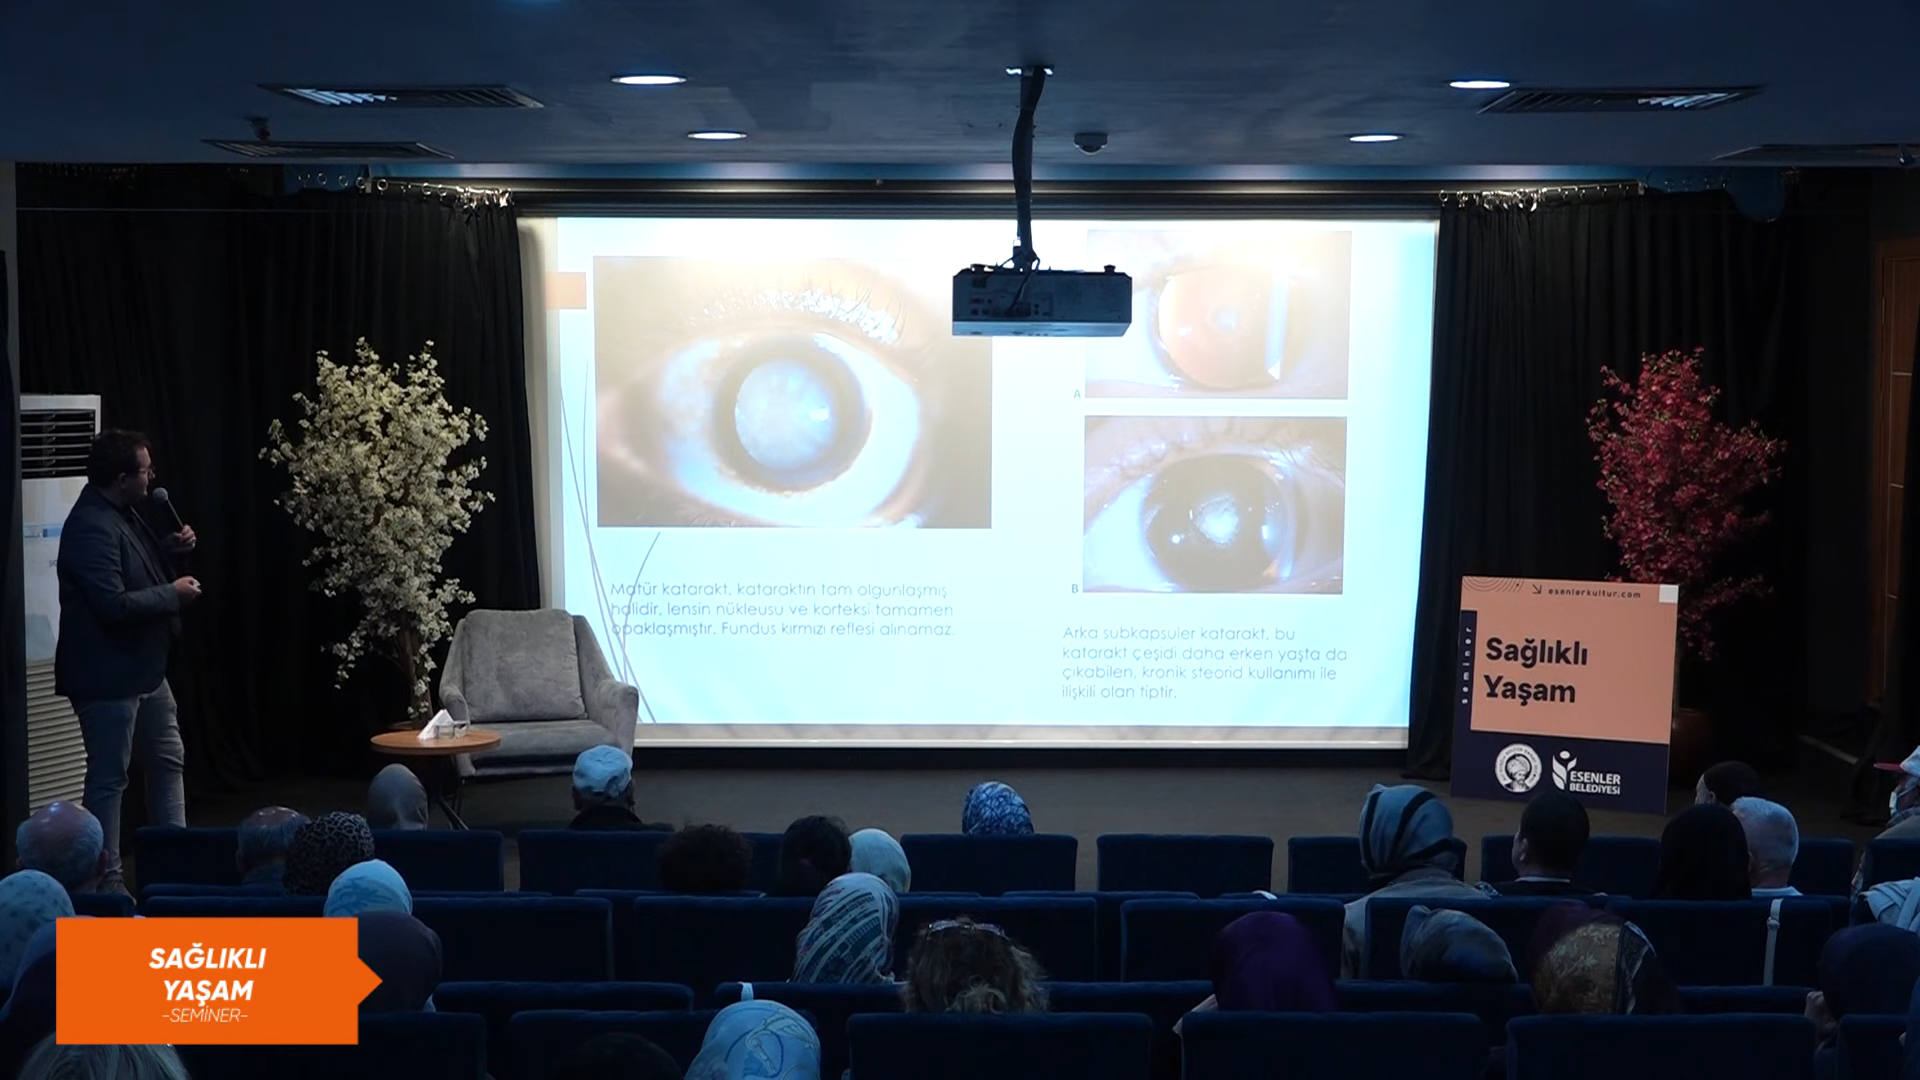 A
B
Matür katarakt, kataraktın tam olgunlaşmış
halidir, lensin nükleusu ve korteksi tamamen
opaklaşmıştır. Fundus kırmızı reflesi alınamaz.
Arka subkapsuler katarakt, bu
katarakt çeşidi daha erken yaşta da
çıkabilen, kronik steorid kullanımı ile
ilişkili olan tiptir.
esenlerkultur.com
seminer
Sağlıklı
Yaşam
ESENLER
BELEDİYESİ
SAĞLIKLI
YAŞAM
-SEMİNER-